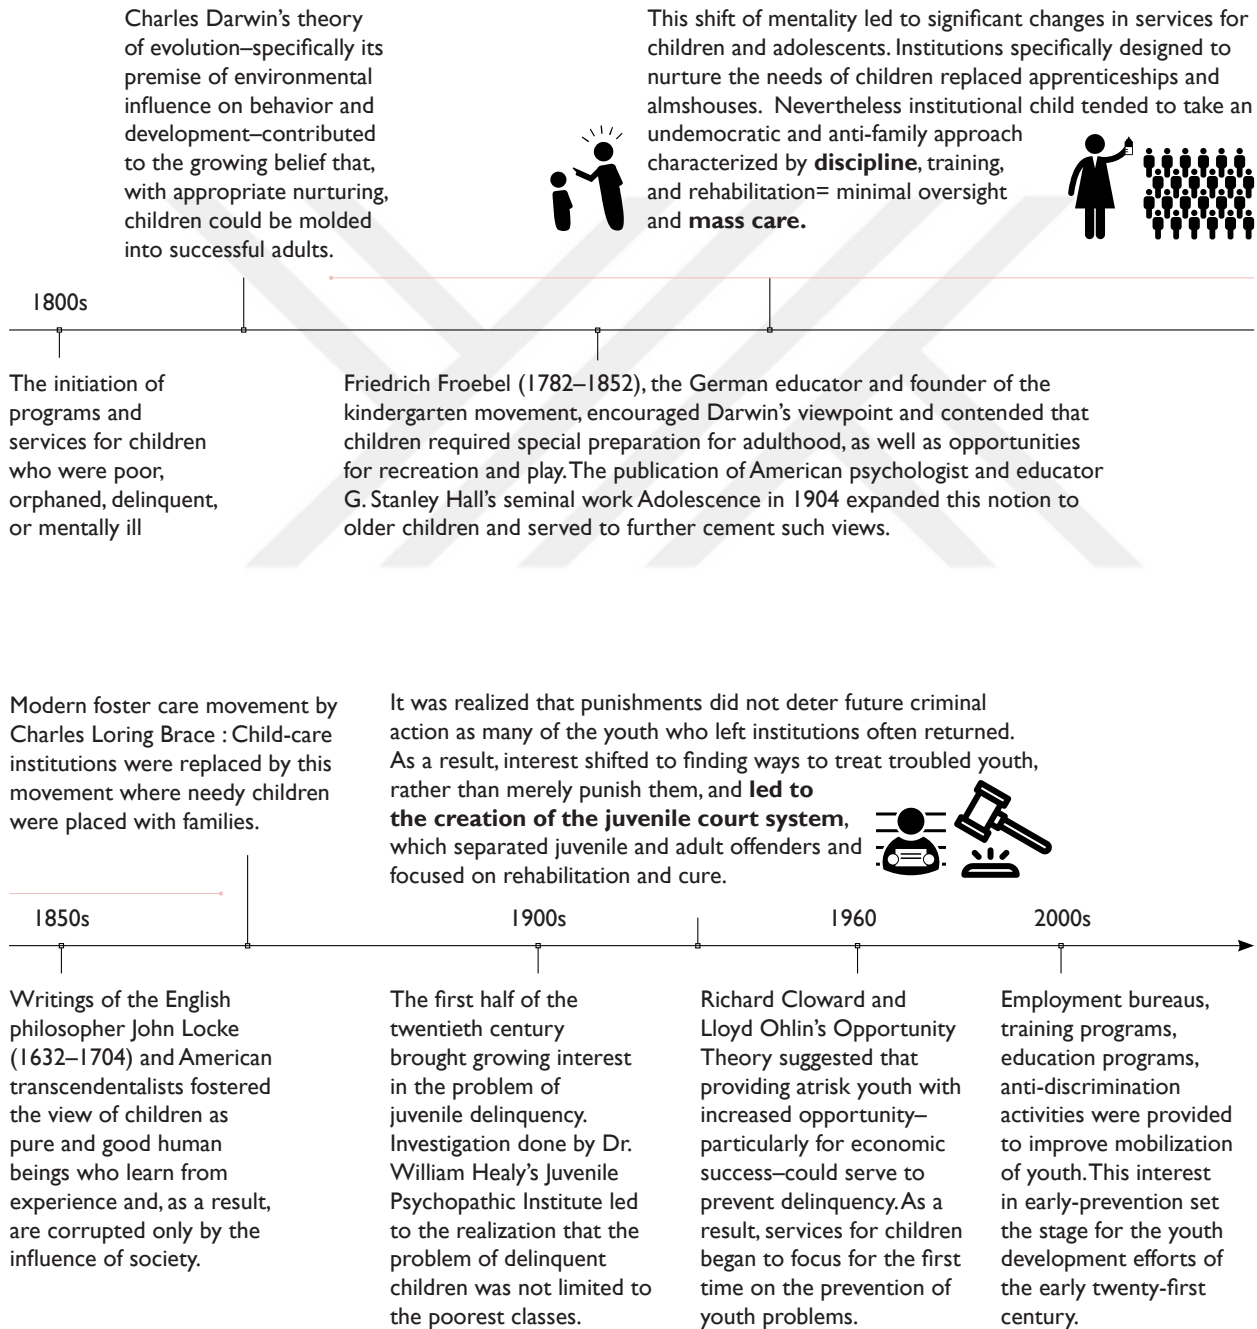 Charles Darwin’s theory
of evolution–specifically its
premise of environmental
influence on behavior and
development–contributed
to the growing belief that,
with appropriate nurturing,
children could be molded
into successful adults.
This shift of mentality led to significant changes in services for
children and adolescents. Institutions specifically designed to
nurture the needs of children replaced apprenticeships and
almshouses. Nevertheless institutional child tended to take an
undemocratic and anti-family approach
characterized by discipline, training,
and rehabilitation= minimal oversight
and mass care.
1800s
The initiation of
programs and
services for children
who were poor,
orphaned, delinquent,
or mentally ill
Friedrich Froebel (1782–1852), the German educator and founder of the
kindergarten movement, encouraged Darwin’s viewpoint and contended that
children required special preparation for adulthood, as well as opportunities
for recreation and play. The publication of American psychologist and educator
G. Stanley Hall’s seminal work Adolescence in 1904 expanded this notion to
older children and served to further cement such views.
Modern foster care movement by
Charles Loring Brace : Child-care
institutions were replaced by this
movement where needy children
were placed with families.
It was realized that punishments did not deter future criminal
action as many of the youth who left institutions often returned.
As a result, interest shifted to finding ways to treat troubled youth,
rather than merely punish them, and led to
the creation of the juvenile court system,
which separated juvenile and adult offenders and
focused on rehabilitation and cure.
1850s
1900s
1960
2000s
Writings of the English
philosopher John Locke
(1632–1704) and American
transcendentalists fostered
the view of children as
pure and good human
beings who learn from
experience and, as a result,
are corrupted only by the
influence of society.
The first half of the
twentieth century
brought growing interest
in the problem of
juvenile delinquency.
Investigation done by Dr.
William Healy’s Juvenile
Psychopathic Institute led
to the realization that the
problem of delinquent
children was not limited to
the poorest classes.
Richard Cloward and
Lloyd Ohlin’s Opportunity
Theory suggested that
providing atrisk youth with
increased opportunity–
particularly for economic
success–could serve to
prevent delinquency. As a
result, services for children
began to focus for the first
time on the prevention of
youth problems.
Employment bureaus,
training programs,
education programs,
anti-discrimination
activities were provided
to improve mobilization
of youth. This interest
in early-prevention set
the stage for the youth
development efforts of
the early twenty-first
century.